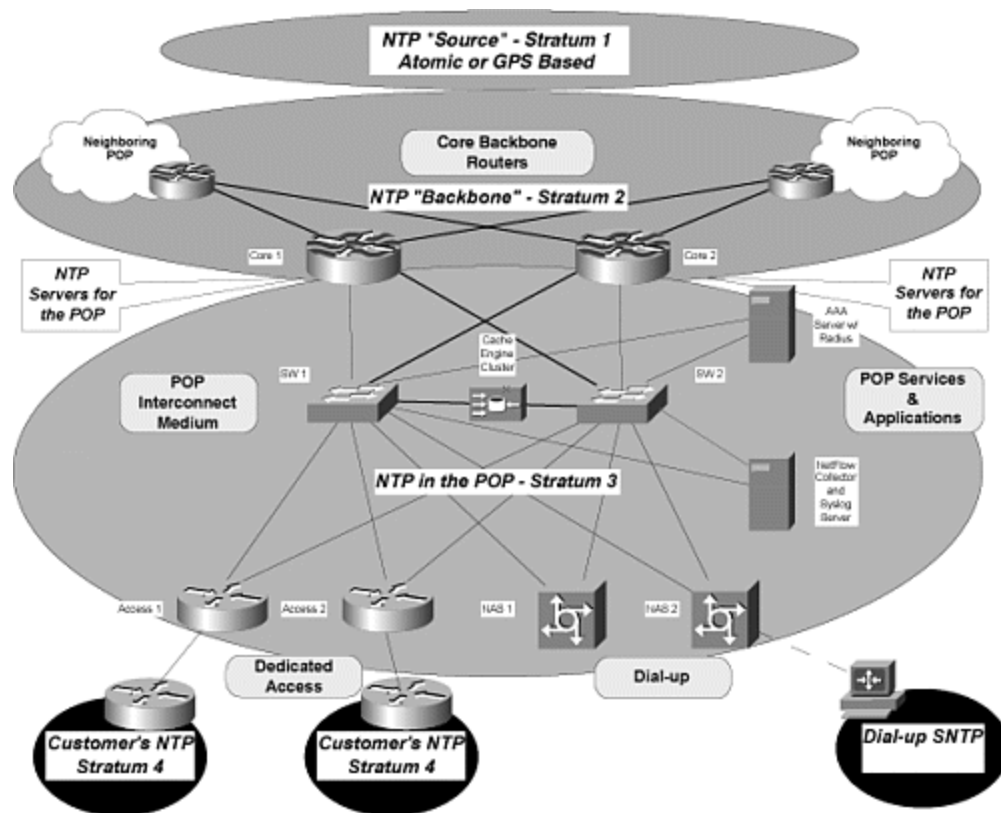 NTP "Source" - Stratum 1
Atomic or GPS Based
Neighboring
POP
Core Backbone
Routers
Neighboring
POP
NTP "Backbone" - Stratum 2
Core 1
Core 2
NTP
Servers for
the POP
NTP
Servers for
the POP
AAA
Server w/
Radius
Cache
Engine
Cluster
SW 1
SW 2
POP
Interconnect
Medium
POP Services
&
Applications
NTP in the POP - Stratum 3
NetFlow
Collector
and
Syslog
Server
Access 1
Access 2
NAS 1
NAS 2
Dedicated
Access
Dial-up
Customer's NTP
Stratum 4
Customer's NTP
Stratum 4
Dial-up SNTP